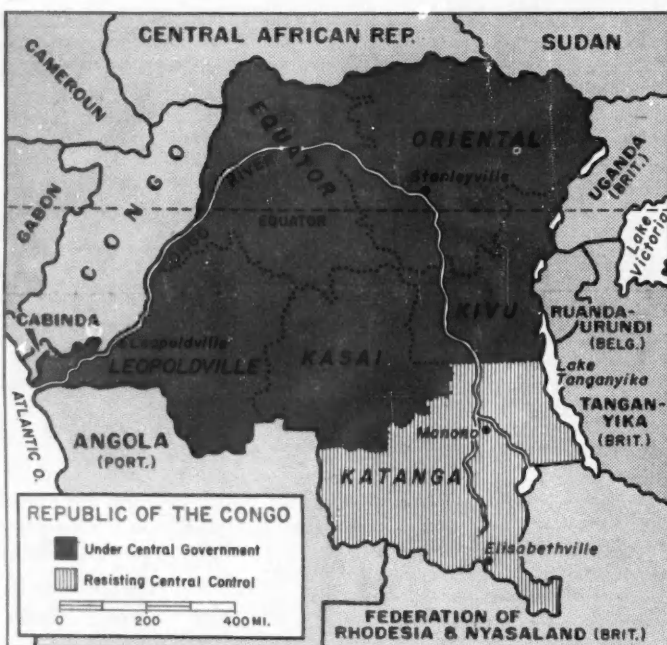 CENTRAL AFRICAN REP.
SUDAN
CAMEROUN
EQUATOR
ORIENTAL
Stanleyville
UGANDA
(BRIT.)
RIVER
CONGO
GABON
CONGO
EQUATOR
Lake
Victoria
KIVU
RUANDA-
URUNDI
(BELG.)
CABINDA
Leopoldville
LEOPOLDVILLE
KASAI
Lake
Tanganyika
ATLANTIC O.
TANGAN-
YIKA
(BRIT.)
ANGOLA
(PORT.)
Manono
KATANGA
REPUBLIC OF THE CONGO
Under Central Government
Resisting Central Control
0 200 400 MI.
Elisabethville
FEDERATION OF
RHODESIA & NYASALAND (BRIT.)